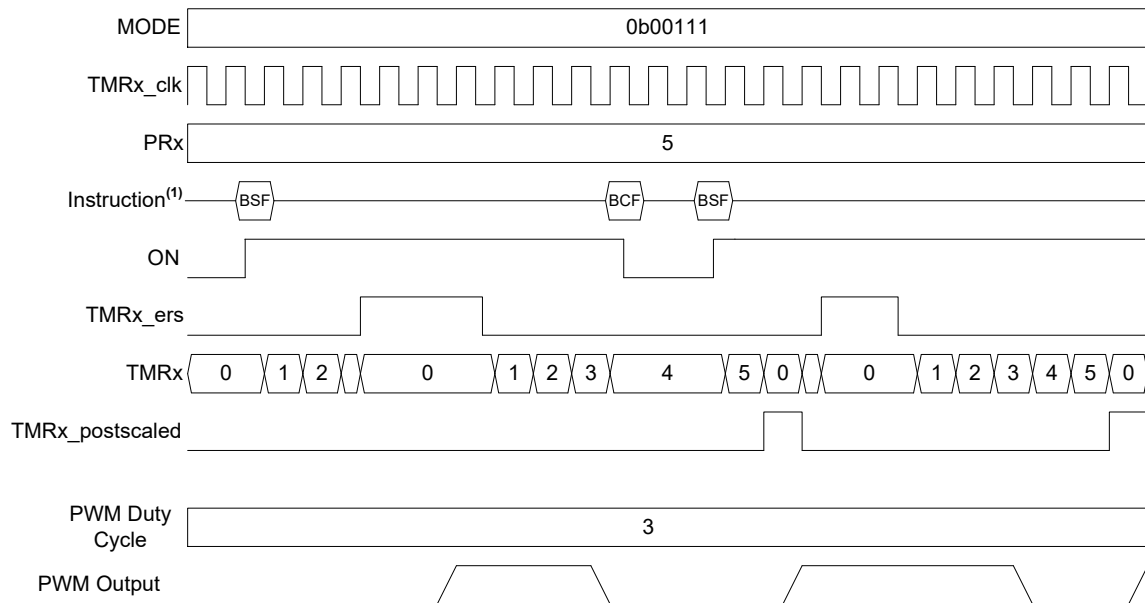 MODE 0b00111
TMRx_clk
PRx 5
Instruction(1) BSF BCF BSF
ON
TMRx_ers
TMRx 0 1 2 0 1 2 3 4 5 0 0 1 2 3 4 5 0
TMRx_postscaled
PWM Duty
Cycle
3
PWM Output